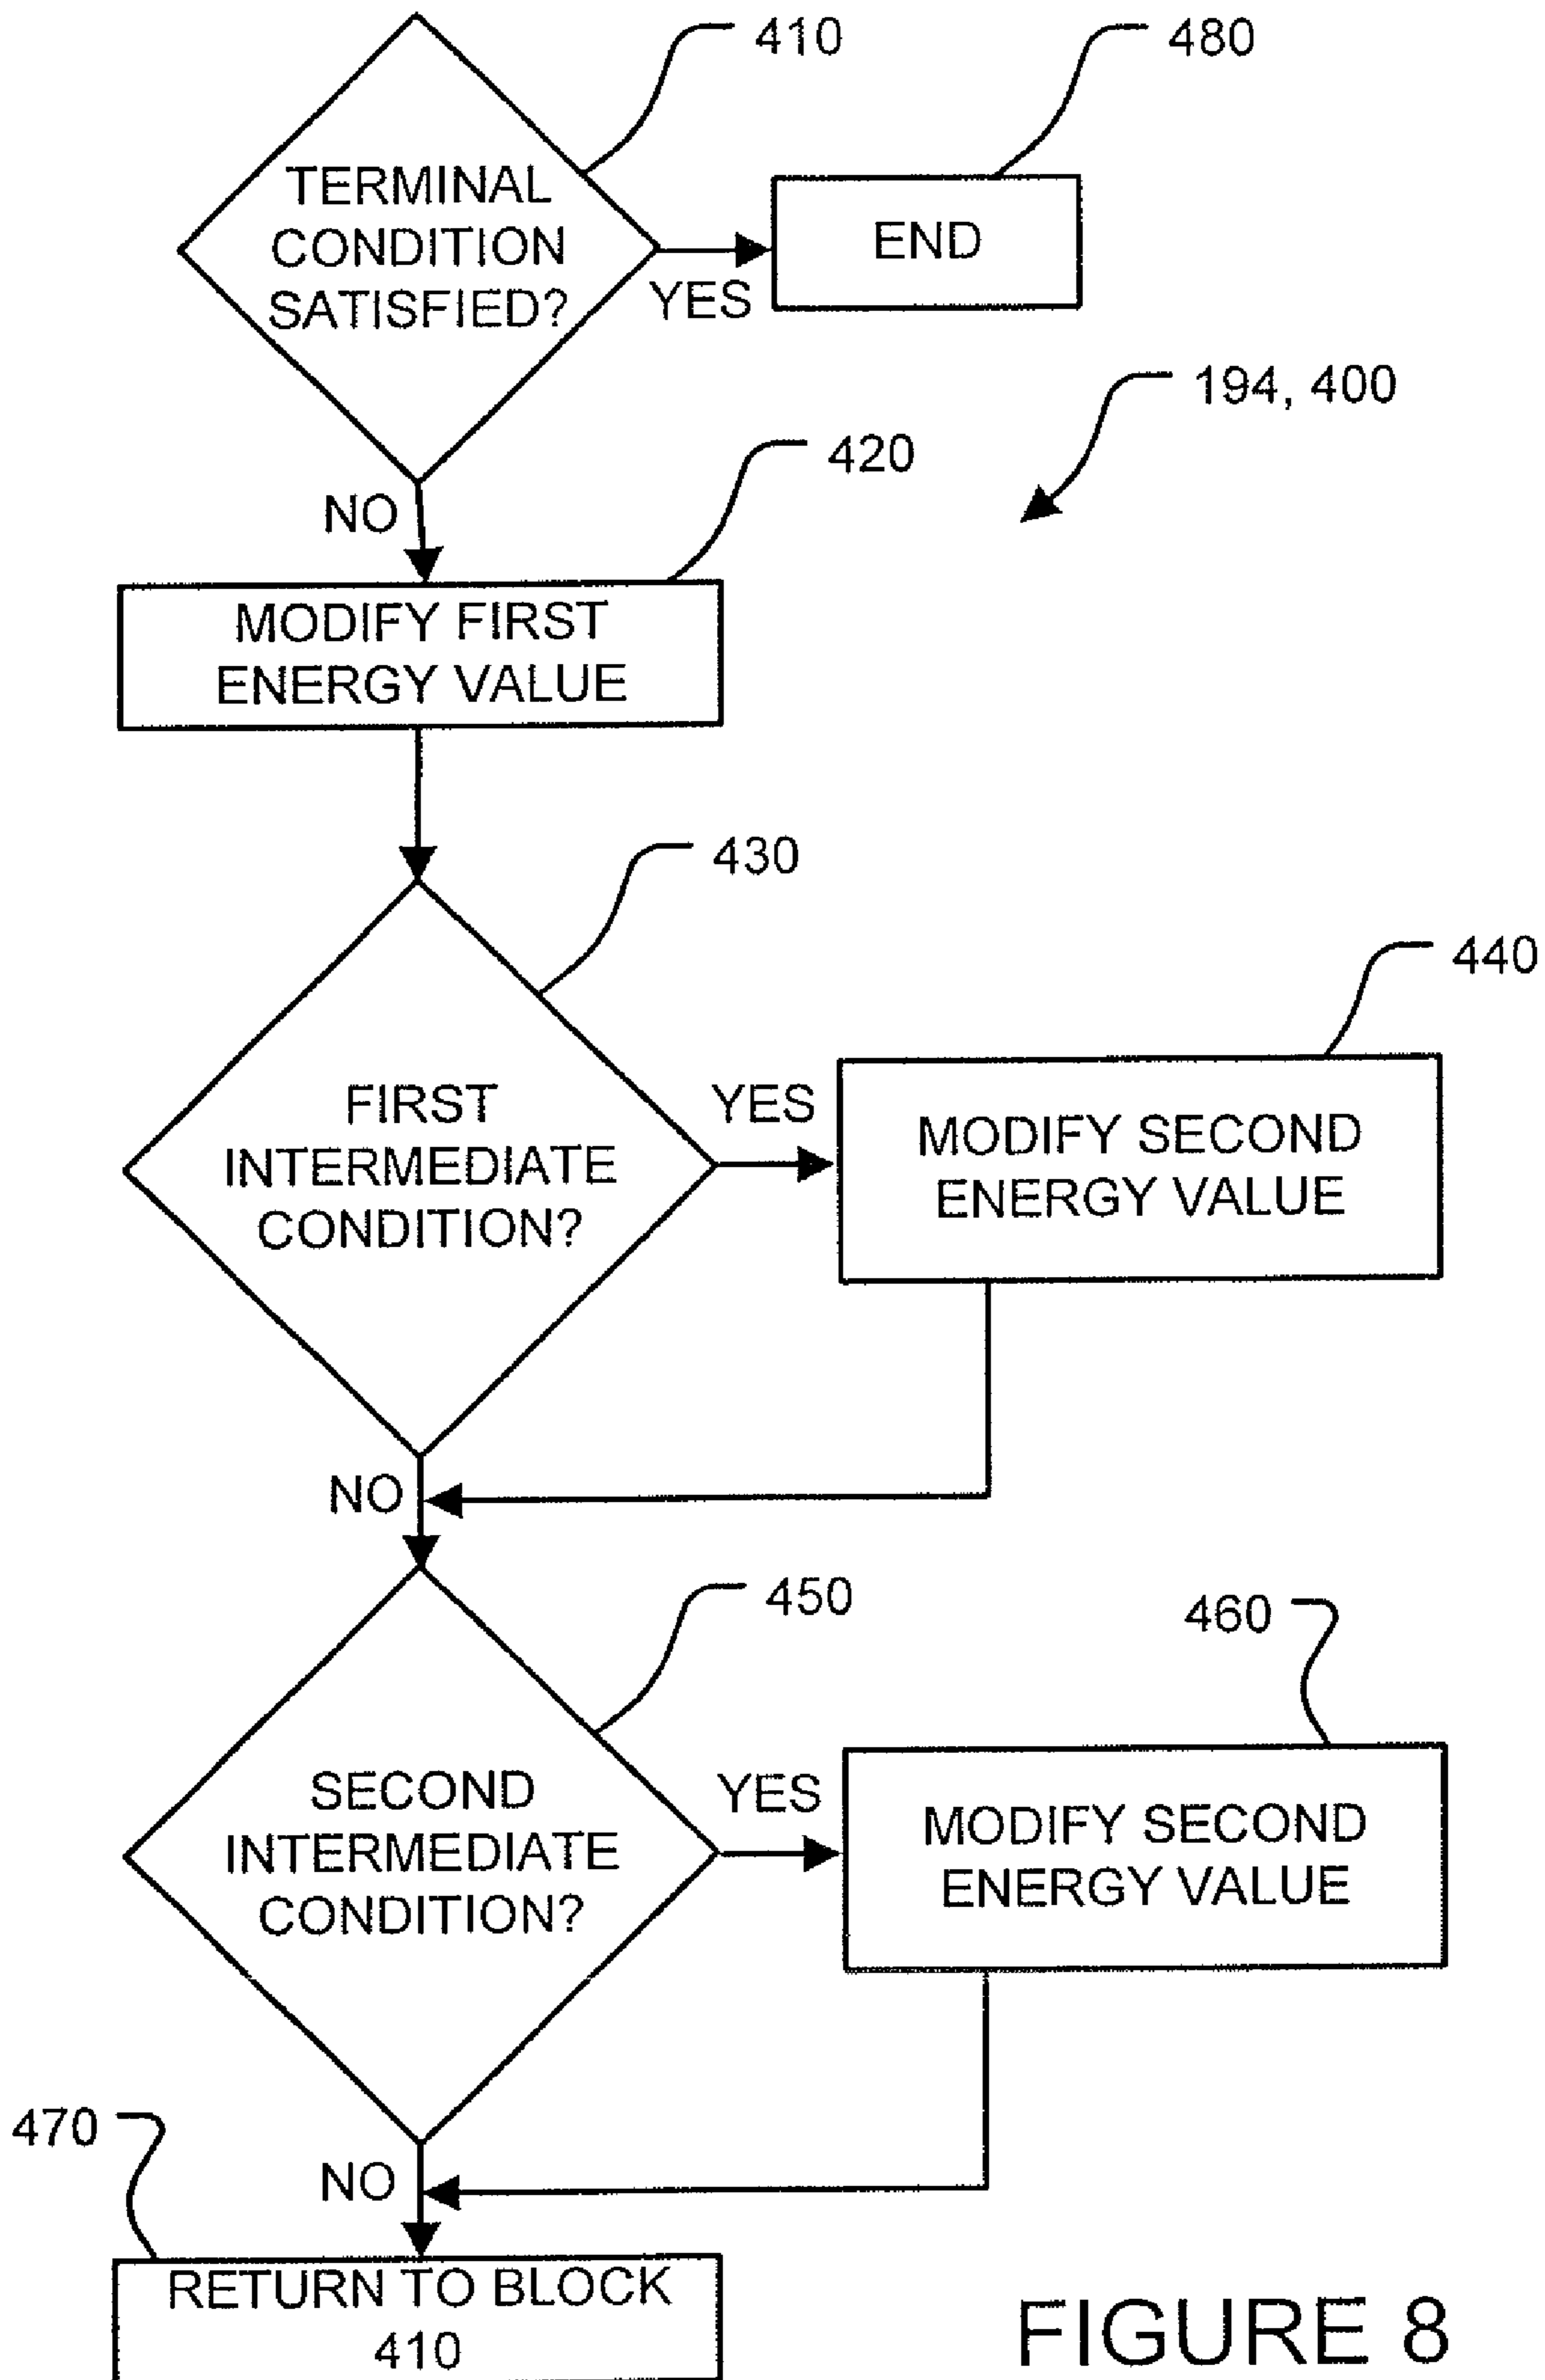 410
480
TERMINAL
CONDITION
SATISFIED?
END
YES
194, 400
420
NO
MODIFY FIRST
ENERGY VALUE
430
440
FIRST
INTERMEDIATE
CONDITION?
YES
MODIFY SECOND
ENERGY VALUE
NO
450
460
SECOND
INTERMEDIATE
CONDITION?
YES
MODIFY SECOND
ENERGY VALUE
470
NO
RETURN TO BLOCK
410
FIGURE 8